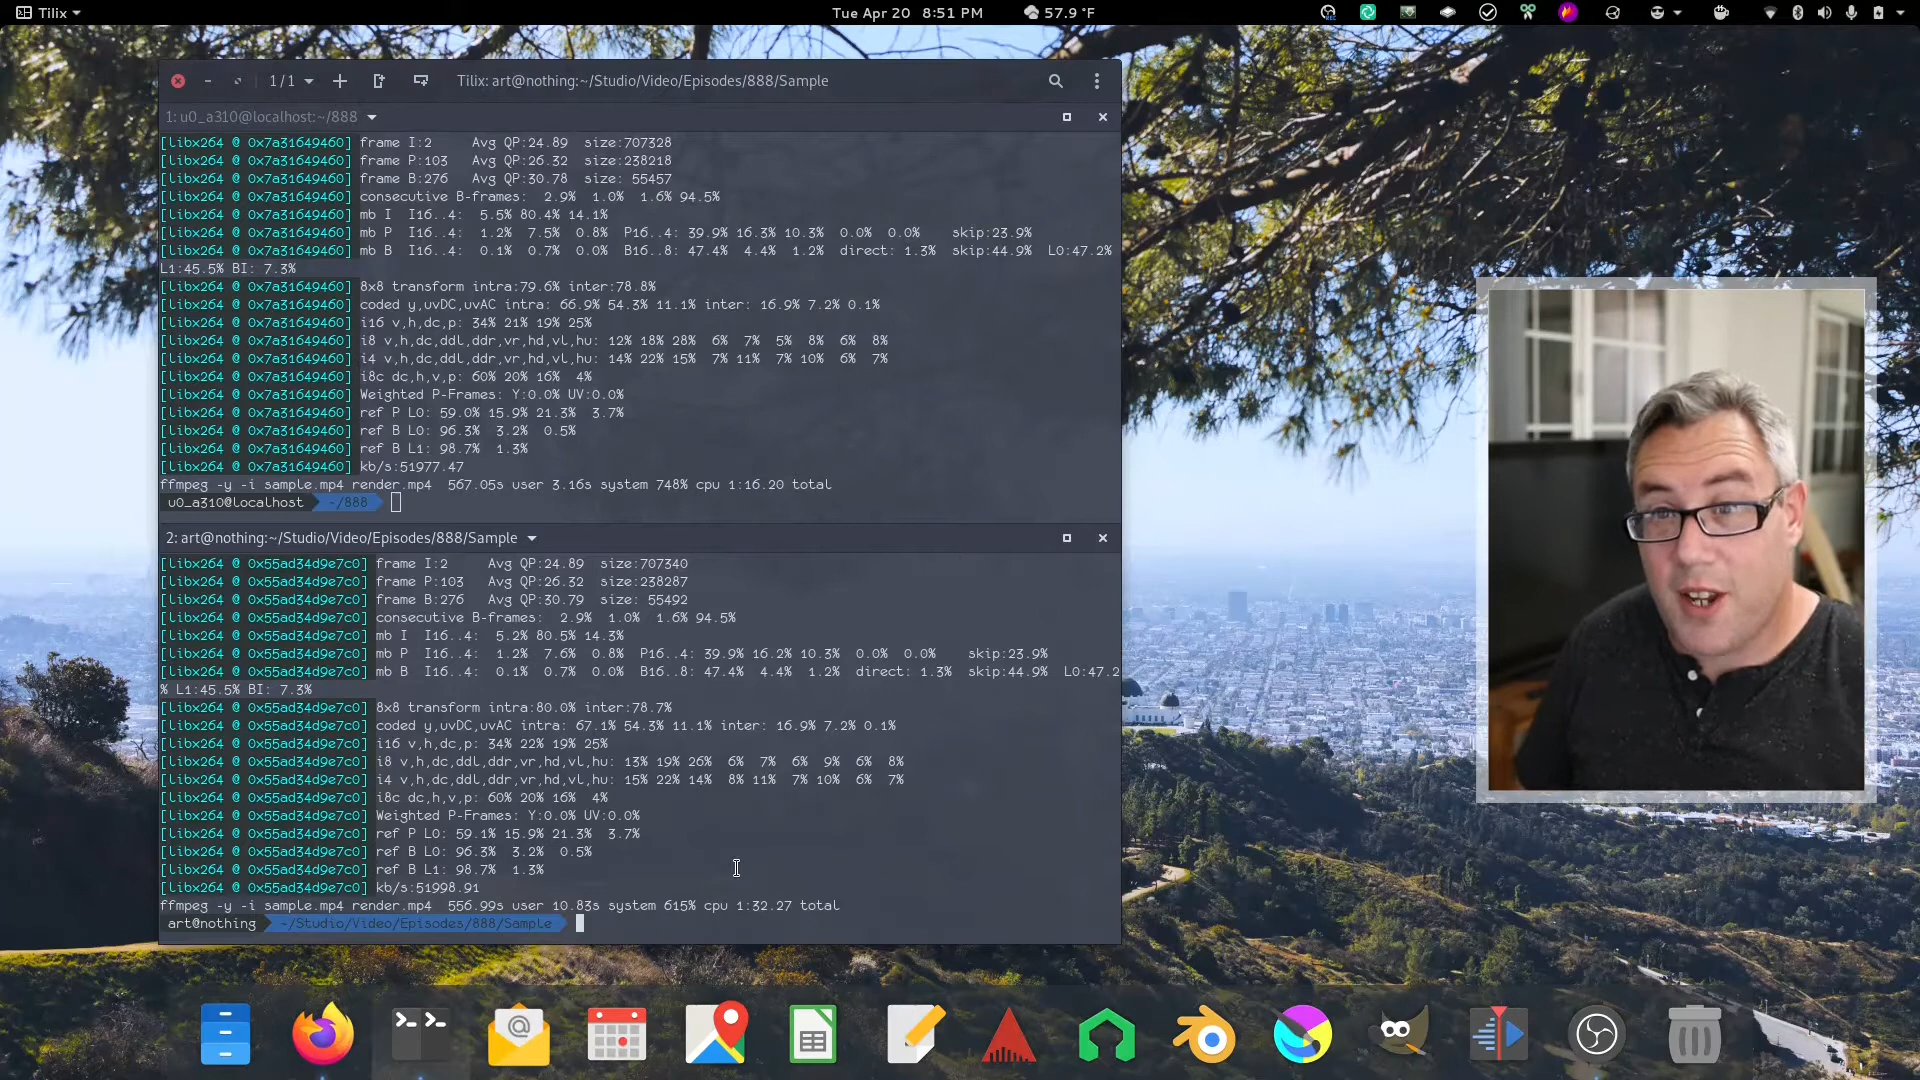 Tilix
Tue Apr 20 8:51 PM
57.9 °F
1 / 1
Tilix: art@nothing:~/Studio/Video/Episodes/888/Sample
1: u0_a310@localhost:~/888
[libx264 @ 0x7a31649460] frame I:2 Avg QP:24.89 size:707328
[libx264 @ 0x7a31649460] frame P:103 Avg QP:26.32 size:238218
[libx264 @ 0x7a31649460] frame B:276 Avg QP:30.78 size: 55457
[libx264 @ 0x7a31649460] consecutive B-frames: 2.9% 1.0% 1.6% 94.5%
[libx264 @ 0x7a31649460] mb I I16..4: 5.5% 80.4% 14.1%
[libx264 @ 0x7a31649460] mb P I16..4: 1.2% 7.5% 0.8% P16..4: 39.9% 16.3% 10.3% 0.0% 0.0% skip:23.9%
[libx264 @ 0x7a31649460] mb B I16..4: 0.1% 0.7% 0.0% B16..8: 47.4% 4.4% 1.2% direct: 1.3% skip:44.9% L0:47.2%
L1:45.5% BI: 7.3%
[libx264 @ 0x7a31649460] 8x8 transform intra:79.6% inter:78.8%
[libx264 @ 0x7a31649460] coded y,uvDC,uvAC intra: 66.9% 54.3% 11.1% inter: 16.9% 7.2% 0.1%
[libx264 @ 0x7a31649460] i16 v,h,dc,p: 34% 21% 19% 25%
[libx264 @ 0x7a31649460] i8 v,h,dc,ddl,ddr,vr,hd,vl,hu: 12% 18% 28% 6% 7% 5% 8% 6% 8%
[libx264 @ 0x7a31649460] i4 v,h,dc,ddl,ddr,vr,hd,vl,hu: 14% 22% 15% 7% 11% 7% 10% 6% 7%
[libx264 @ 0x7a31649460] i8c dc,h,v,p: 60% 20% 16% 4%
[libx264 @ 0x7a31649460] Weighted P-Frames: Y:0.0% UV:0.0%
[libx264 @ 0x7a31649460] ref P L0: 59.0% 15.9% 21.3% 3.7%
[libx264 @ 0x7a31649460] ref B L0: 96.3% 3.2% 0.5%
[libx264 @ 0x7a31649460] ref B L1: 98.7% 1.3%
[libx264 @ 0x7a31649460] kb/s:51977.47
ffmpeg -y -i sample.mp4 render.mp4 567.05s user 3.16s system 748% cpu 1:16.20 total
u0_a310@localhost ~/888
2: art@nothing:~/Studio/Video/Episodes/888/Sample
[libx264 @ 0x55ad34d9e7c0] frame I:2 Avg QP:24.89 size:707340
[libx264 @ 0x55ad34d9e7c0] frame P:103 Avg QP:26.32 size:238287
[libx264 @ 0x55ad34d9e7c0] frame B:276 Avg QP:30.79 size: 55492
[libx264 @ 0x55ad34d9e7c0] consecutive B-frames: 2.9% 1.0% 1.6% 94.5%
[libx264 @ 0x55ad34d9e7c0] mb I I16..4: 5.2% 80.5% 14.3%
[libx264 @ 0x55ad34d9e7c0] mb P I16..4: 1.2% 7.6% 0.8% P16..4: 39.9% 16.2% 10.3% 0.0% 0.0% skip:23.9%
[libx264 @ 0x55ad34d9e7c0] mb B I16..4: 0.1% 0.7% 0.0% B16..8: 47.4% 4.4% 1.2% direct: 1.3% skip:44.9% L0:47.2
% L1:45.5% BI: 7.3%
[libx264 @ 0x55ad34d9e7c0] 8x8 transform intra:80.0% inter:78.7%
[libx264 @ 0x55ad34d9e7c0] coded y,uvDC,uvAC intra: 67.1% 54.3% 11.1% inter: 16.9% 7.2% 0.1%
[libx264 @ 0x55ad34d9e7c0] i16 v,h,dc,p: 34% 22% 19% 25%
[libx264 @ 0x55ad34d9e7c0] i8 v,h,dc,ddl,ddr,vr,hd,vl,hu: 13% 19% 26% 6% 7% 6% 9% 6% 8%
[libx264 @ 0x55ad34d9e7c0] i4 v,h,dc,ddl,ddr,vr,hd,vl,hu: 15% 22% 14% 8% 11% 7% 10% 6% 7%
[libx264 @ 0x55ad34d9e7c0] i8c dc,h,v,p: 60% 20% 16% 4%
[libx264 @ 0x55ad34d9e7c0] Weighted P-Frames: Y:0.0% UV:0.0%
[libx264 @ 0x55ad34d9e7c0] ref P L0: 59.1% 15.9% 21.3% 3.7%
[libx264 @ 0x55ad34d9e7c0] ref B L0: 96.3% 3.2% 0.5%
[libx264 @ 0x55ad34d9e7c0] ref B L1: 98.7% 1.3%
[libx264 @ 0x55ad34d9e7c0] kb/s:51998.91
ffmpeg -y -i sample.mp4 render.mp4 556.99s user 10.83s system 615% cpu 1:32.27 total
art@nothing ~/Studio/Video/Episodes/888/Sample